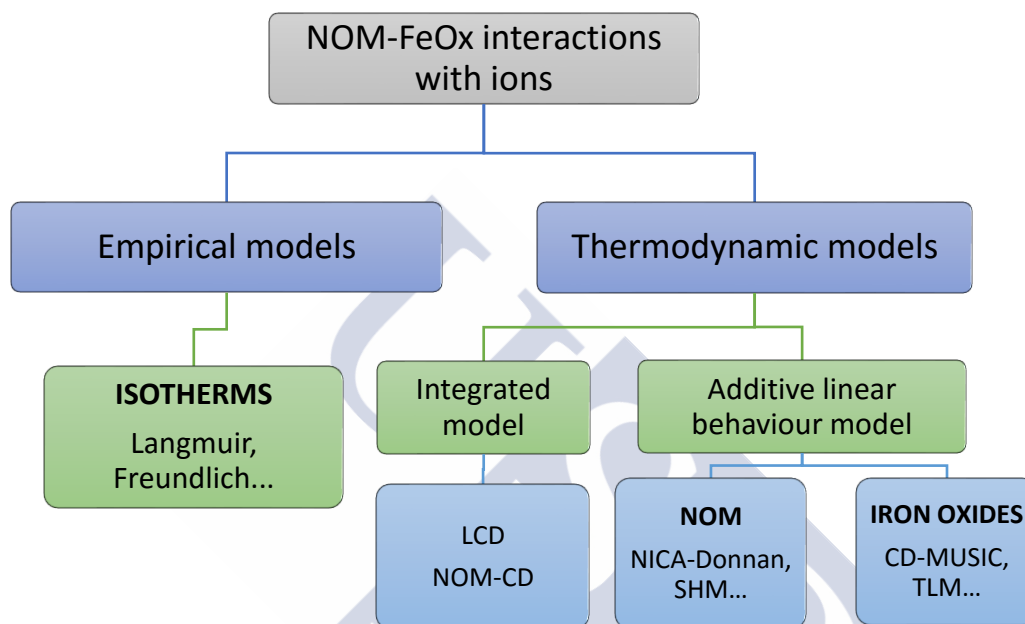 NOM-FeOx interactions
with ions
Empirical models
Thermodynamic models
ISOTHERMS
Langmuir,
Freundlich...
Integrated
model
Additive linear
behaviour model
LCD
NOM-CD
NOM
NICA-Donnan,
SHM...
IRON OXIDES
CD-MUSIC,
TLM...